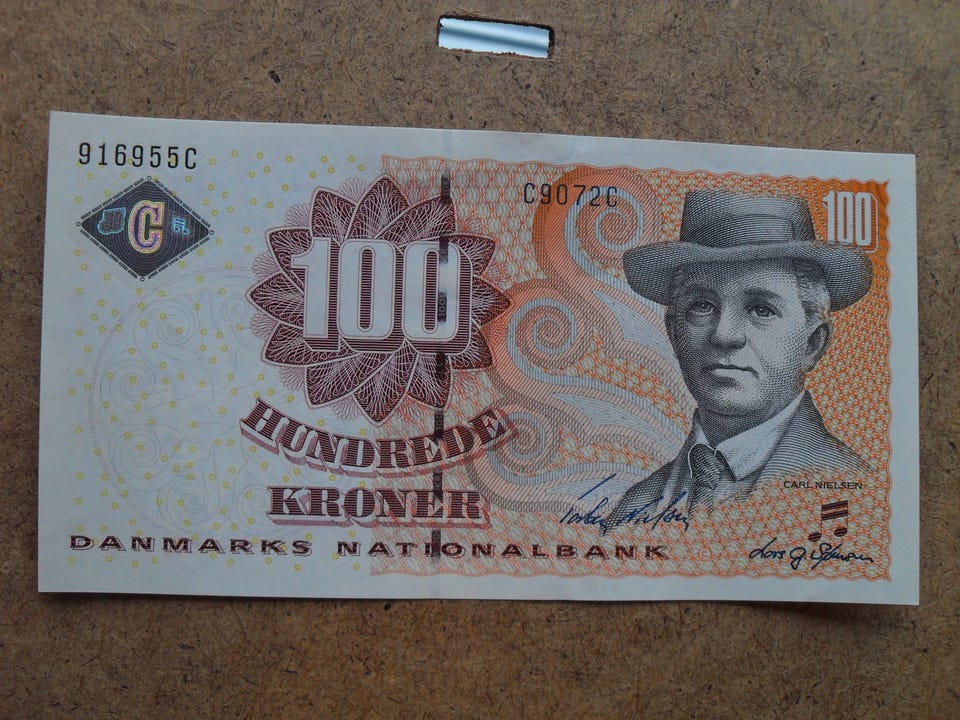 916955C
C9072C
C
100
100
HUNDREDE
KRONER
CARL NIELSEN
DANMARKS NATIONALBANK